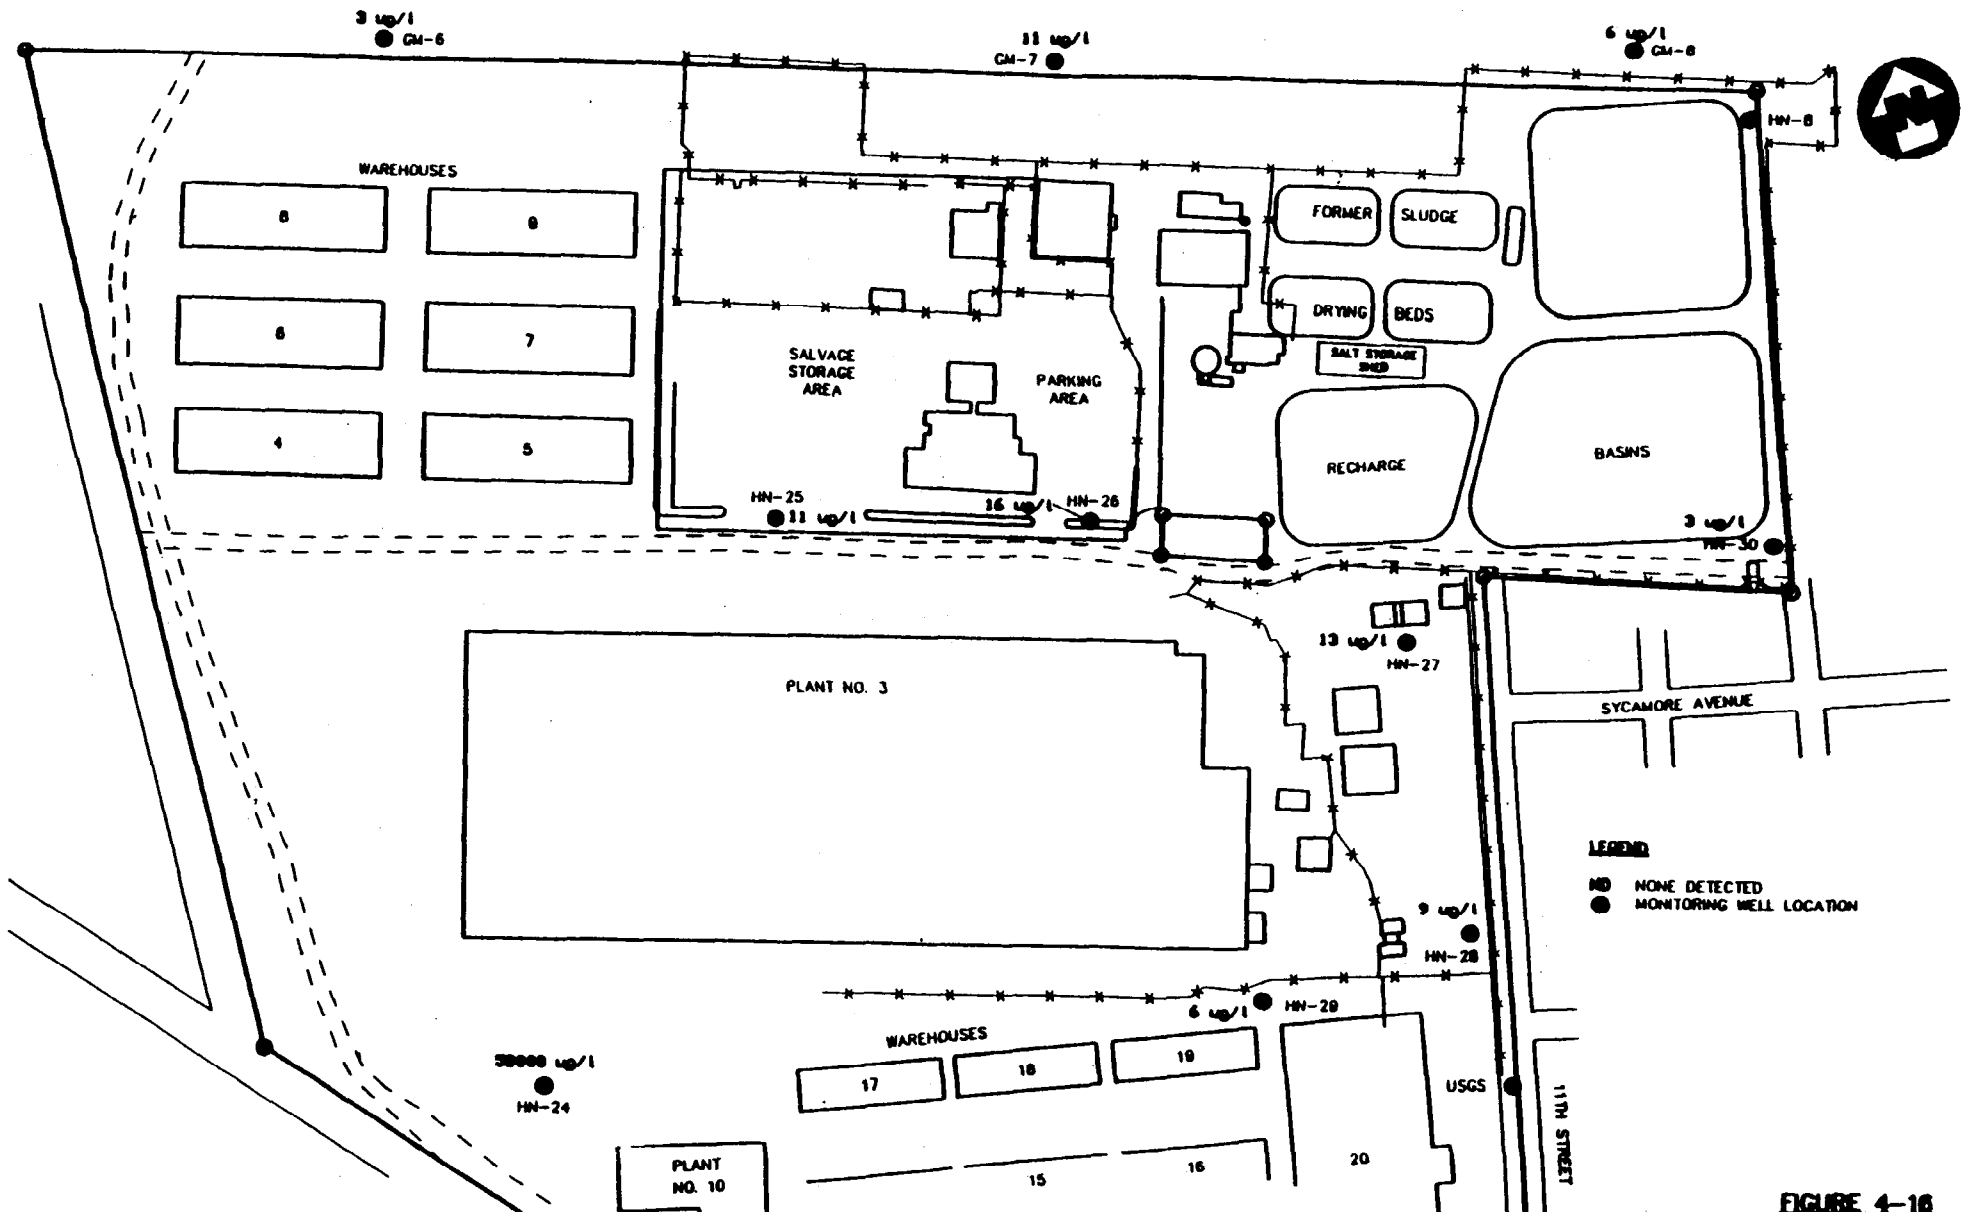 3 ug/l
GM-6
11 ug/l
GM-7
6 ug/l
GM-8
N
HN-8
WAREHOUSES
8
9
FORMER
SLUDGE
6
7
DRYING
BEDS
SALVAGE
STORAGE
AREA
PARKING
AREA
SALT STORAGE
SHED
4
5
RECHARGE
BASINS
HN-25
11 ug/l
16 ug/l
HN-26
3 ug/l
HN-30
13 ug/l
HN-27
PLANT NO. 3
SYCAMORE AVENUE
LEGEND
ND NONE DETECTED
MONITORING WELL LOCATION
9 ug/l
HN-28
6 ug/l
HN-29
WAREHOUSES
17
18
19
HN-24
USGS
11TH STREET
PLANT
NO. 10
15
16
20
FIGURE 4-16